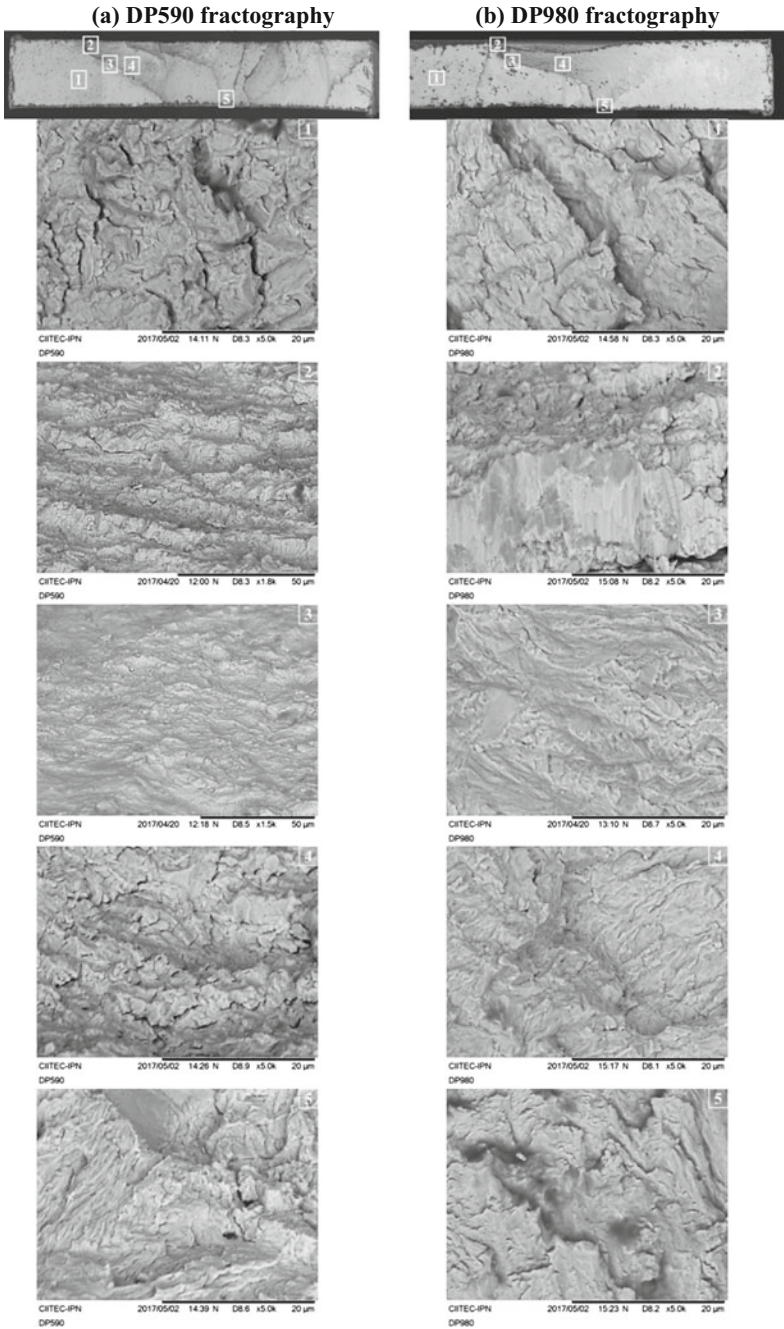 (a) DP590 fractography
(b) DP980 fractography
2
3
4
1
5
2
3
4
1
5
1
CIITEC-IPN 2017/05/02 14:11 N D8.3 x5.0k 20 µm
DP590
1
CIITEC-IPN 2017/05/02 14:58 N D8.3 x5.0k 20 µm
DP980
2
CIITEC-IPN 2017/04/20 12:00 N D8.3 x1.8k 50 µm
DP590
2
CIITEC-IPN 2017/05/02 15:08 N D8.2 x5.0k 20 µm
DP980
3
CIITEC-IPN 2017/04/20 12:18 N D8.5 x1.5k 50 µm
DP590
3
CIITEC-IPN 2017/04/20 13:10 N D8.7 x5.0k 20 µm
DP980
4
CIITEC-IPN 2017/05/02 14:26 N D8.9 x5.0k 20 µm
DP590
4
CIITEC-IPN 2017/05/02 15:17 N D8.1 x5.0k 20 µm
DP980
5
CIITEC-IPN 2017/05/02 14:39 N D8.6 x5.0k 20 µm
DP590
5
CIITEC-IPN 2017/05/02 15:23 N D8.2 x5.0k 20 µm
DP980